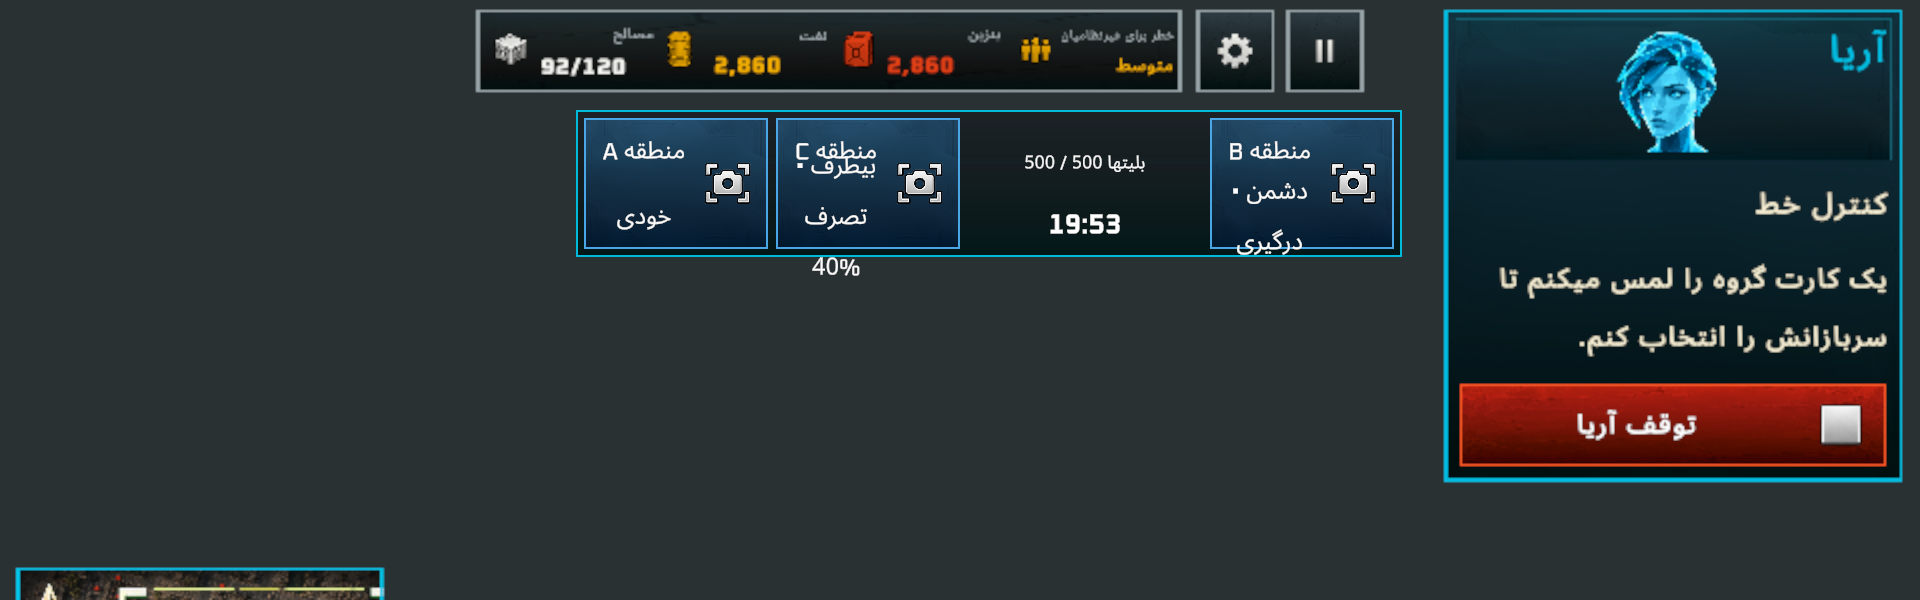 مصالح
92/120
نفت
2,860
بنزین
2,860
خطر برای غیرنظامیان
متوسط
منطقه A
خودی
منطقه C
بیطرف ·
تصرف
40%
بلیتها 500 / 500
19:53
منطقه B
دشمن ·
درگیری
آریا
کنترل خط
یک کارت گروه را لمس میکنم تا
سربازانش را انتخاب کنم.
توقف آریا